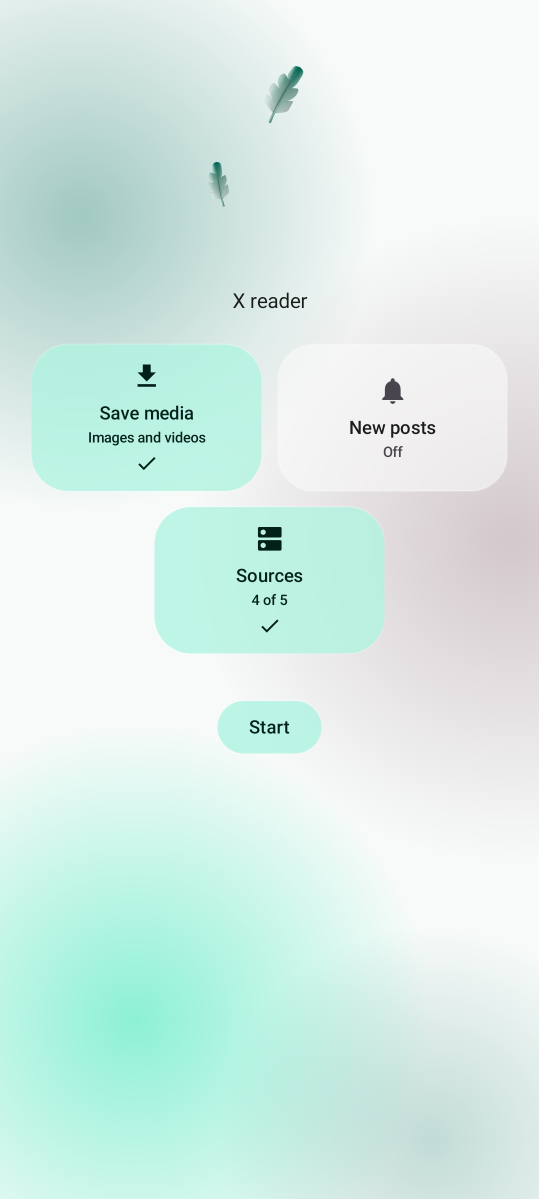 X reader
Save media
Images and videos
New posts
Off
Sources
4 of 5
Start